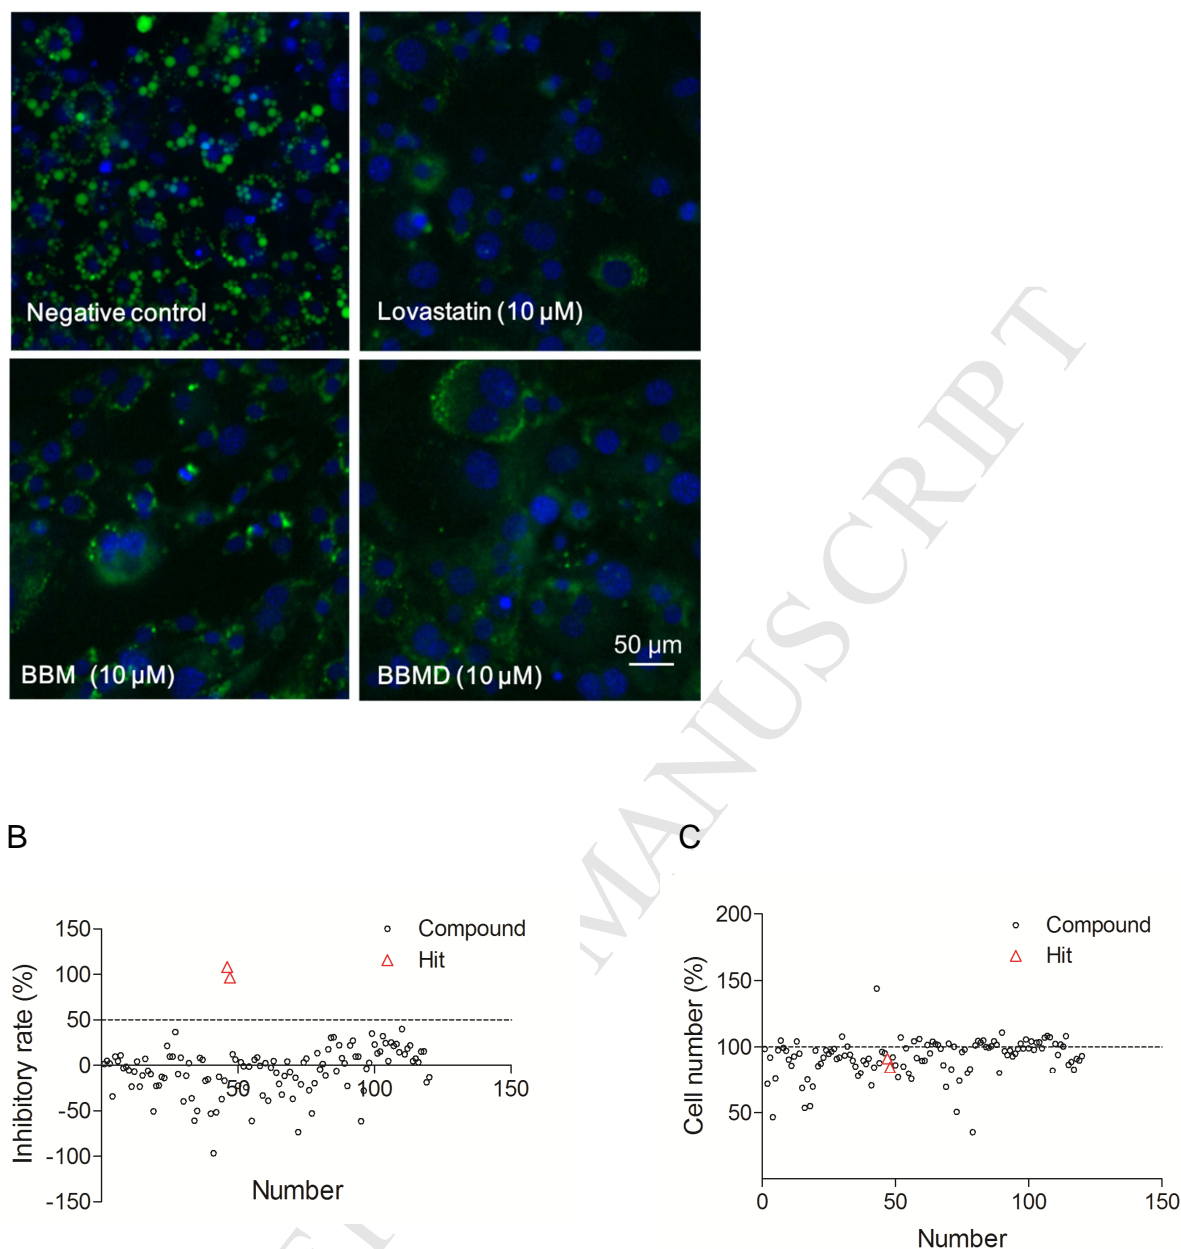 Negative control
Lovastatin (10 µM)
BBM (10 µM)
BBMD (10 µM)
50 µm
MANUSCRIPT
B
C
Inhibitory rate (%)
150
100
50
0
-50
-100
-150
50
100
150
Number
Compound
Hit
Cell number (%)
200
150
100
50
0
50
100
150
Number
Compound
Hit